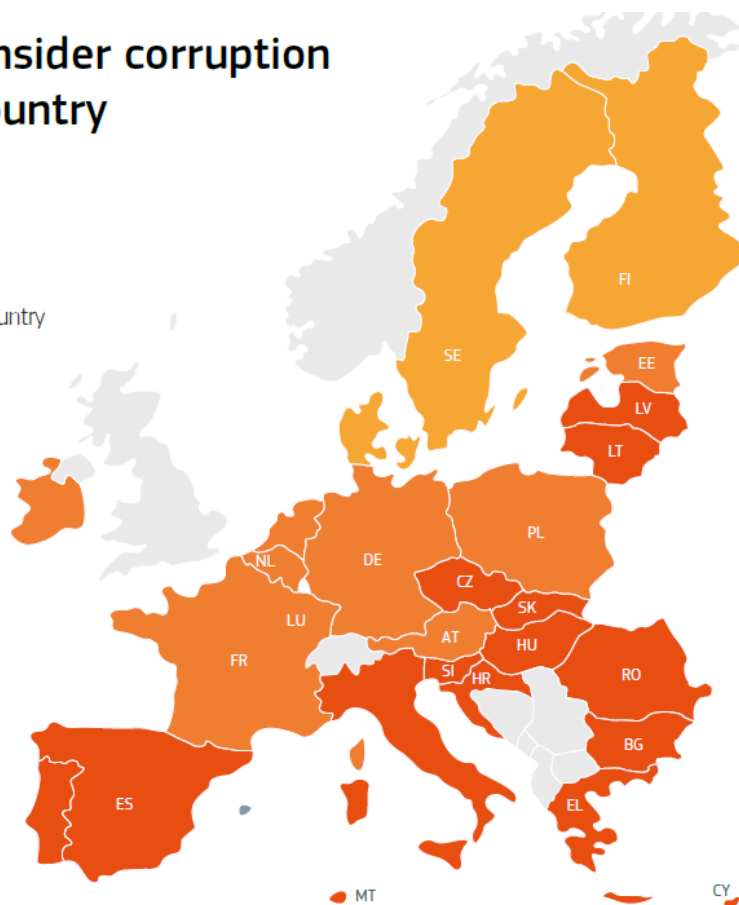 nsider corruption
ountry
untry
FI
SE
EE
LV
LT
PL
NL
DE
CZ
SK
LU
AT
HU
FR
SI
HR
RO
BG
ES
EL
MT
CY